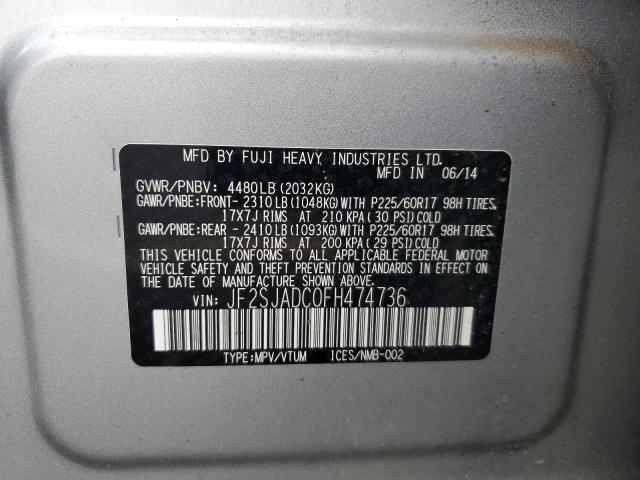 MFD BY FUJI HEAVY INDUSTRIES LTD.
MFD IN 06/14
GVWR/PNBV: 4480LB(2032KG)
GAWR/PNBE:FRONT- 2310LB(1048KG)WITH P225/60R17 98H TIRES,
17X7J RIMS AT 210 KPA(30 PSI)COLD
GAWR/PNBE:REAR - 2410LB(1093KG)WITH P225/60R17 98H TIRES,
17X7J RIMS AT 200 KPA(29 PSI)COLD
THIS VEHICLE CONFORMS TO ALL APPLICABLE FEDERAL MOTOR
VEHICLE SAFETY AND THEFT PREVENTION STANDARDS IN EFFECT
ON THE DATE OF MANUFACTURE SHOWN ABOVE.
VIN: JF2SJADC0FH474736
TYPE:MPV/VTUM ICES/NMB-002